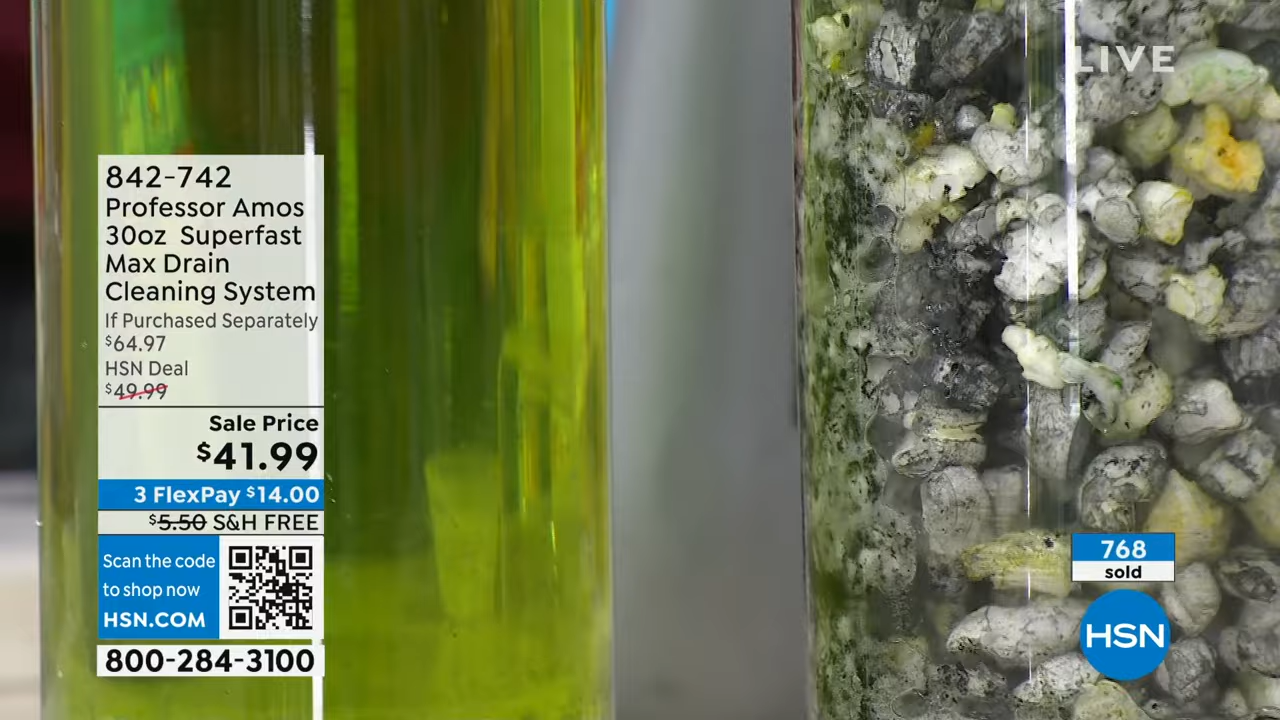 LIVE
842-742
Professor Amos
30oz Superfast
Max Drain
Cleaning System
If Purchased Separately
$64.97
HSN Deal
$49.99
Sale Price
$41.99
3 FlexPay $14.00
$5.50 S&H FREE
Scan the code
to shop now
HSN.COM
800-284-3100
768
sold
HSN